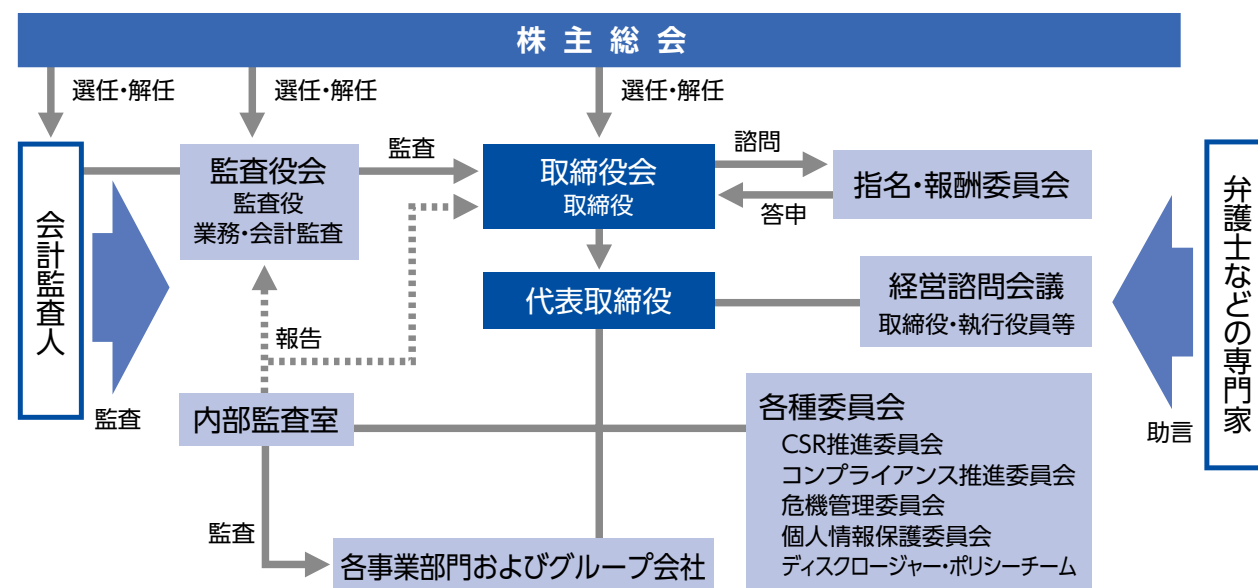 株主総会
選任・解任
選任・解任
選任・解任
会計監査人
監査
監査役会
監査役
業務・会計監査
監査
取締役会
取締役
諮問
答申
指名・報酬委員会
代表取締役
経営諮問会議
取締役・執行役員等
弁護士などの専門家
助言
報告
内部監査室
監査
各種委員会
CSR推進委員会
コンプライアンス推進委員会
危機管理委員会
個人情報保護委員会
ディスクロージャー・ポリシーチーム
各事業部門およびグループ会社